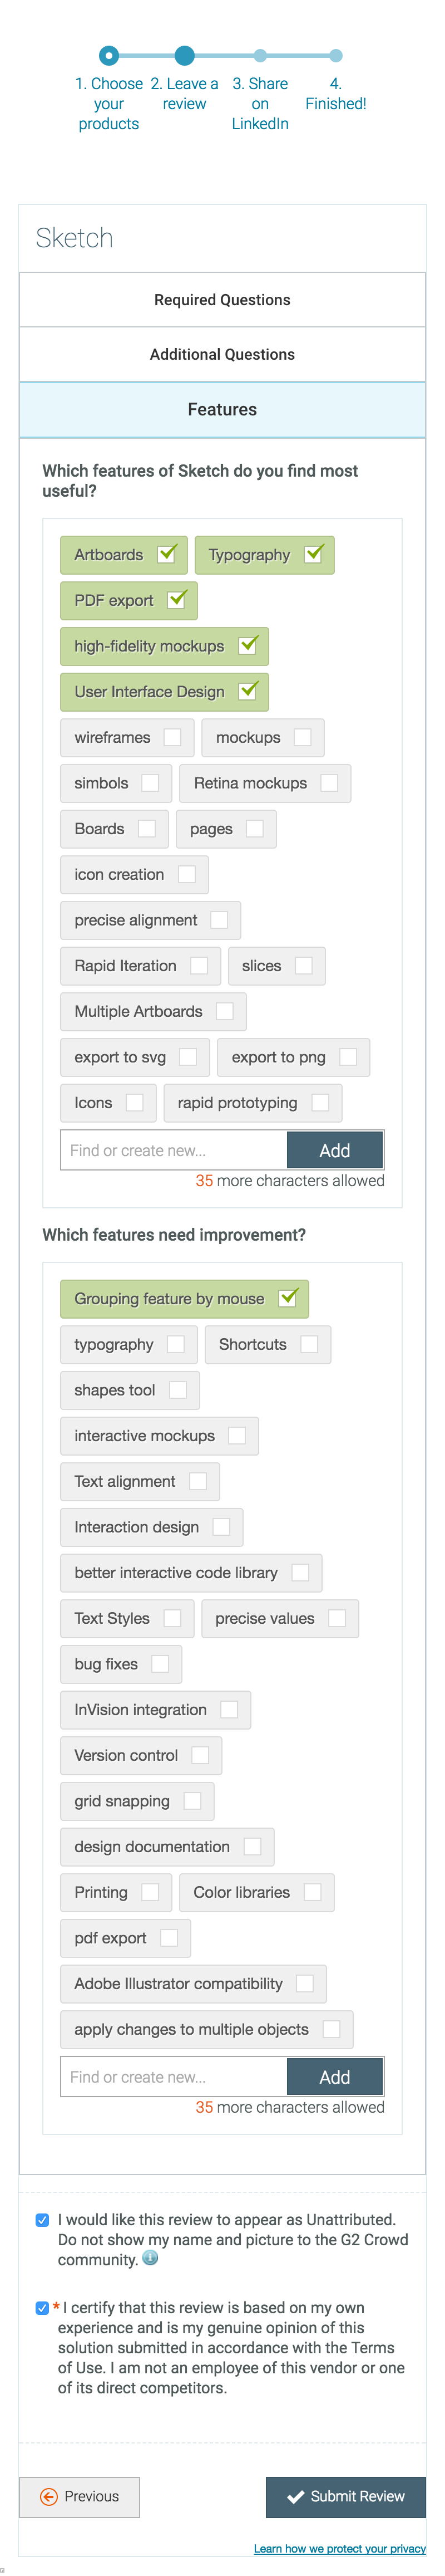 1. Choose your products
2. Leave a review
3. Share on LinkedIn
4. Finished!
Sketch
Required Questions
Additional Questions
Features
Which features of Sketch do you find most
useful?
Artboards Typography
PDF export
high-fidelity mockups
User Interface Design
wireframes mockups
simbols Retina mockups
Boards pages
icon creation
precise alignment
Rapid Iteration slices
Multiple Artboards
export to svg export to png
Icons rapid prototyping
Find or create new... Add
35 more characters allowed
Which features need improvement?
Grouping feature by mouse
typography Shortcuts
shapes tool
interactive mockups
Text alignment
Interaction design
better interactive code library
Text Styles precise values
bug fixes
InVision integration
Version control
grid snapping
design documentation
Printing Color libraries
pdf export
Adobe Illustrator compatibility
apply changes to multiple objects
Find or create new... Add
35 more characters allowed
I would like this review to appear as Unattributed.
Do not show my name and picture to the G2 Crowd
community.
* I certify that this review is based on my own
experience and is my genuine opinion of this
solution submitted in accordance with the Terms
of Use. I am not an employee of this vendor or one
of its direct competitors.
Previous Submit Review
Learn how we protect your privacy